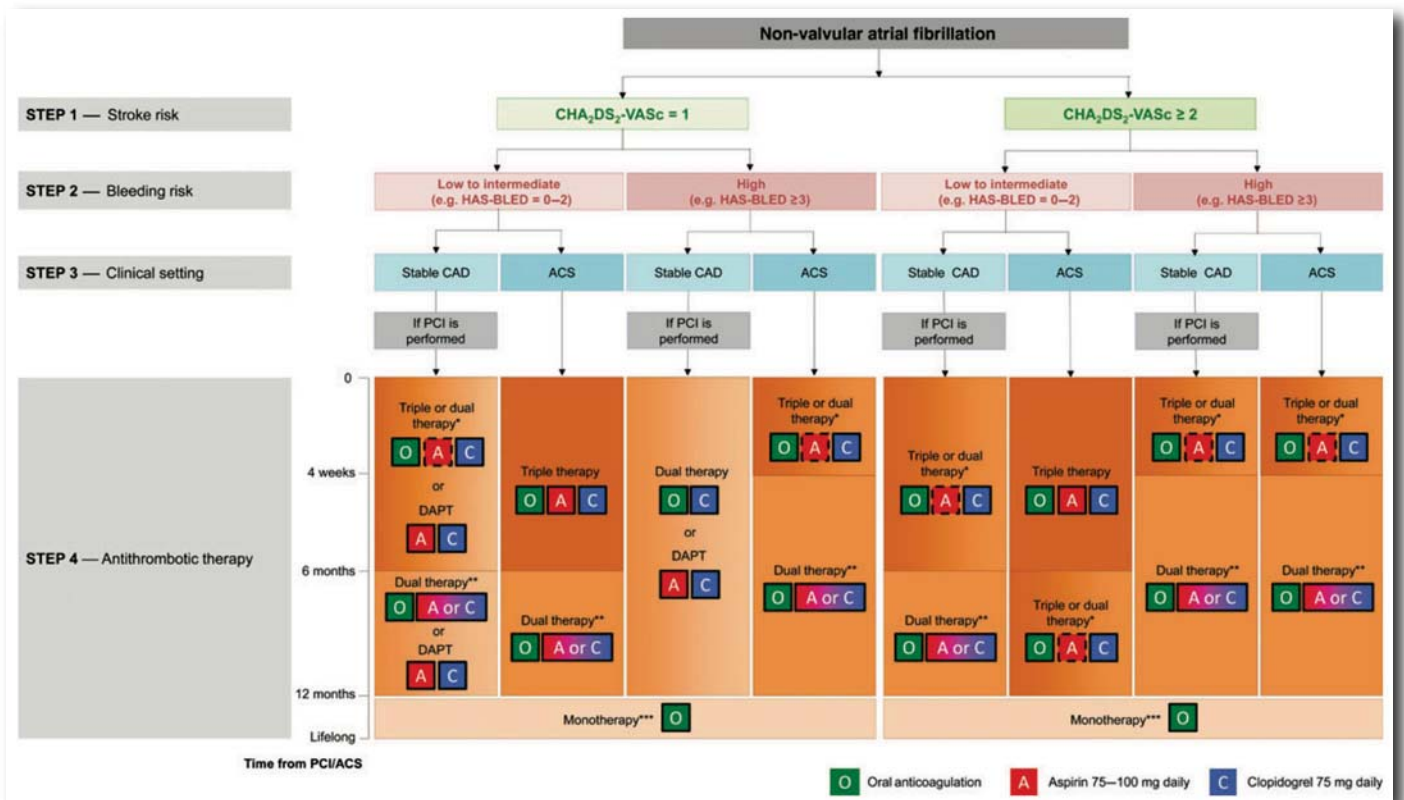 Non-valvular atrial fibrillation
STEP 1 — Stroke risk
CHA₂DS₂-VASc = 1
CHA₂DS₂-VASc ≥ 2
STEP 2 — Bleeding risk
Low to intermediate
(e.g. HAS-BLED = 0–2)
High
(e.g. HAS-BLED ≥3)
Low to intermediate
(e.g. HAS-BLED = 0–2)
High
(e.g. HAS-BLED ≥3)
STEP 3 — Clinical setting
Stable CAD
ACS
Stable CAD
ACS
Stable CAD
ACS
Stable CAD
ACS
If PCI is
performed
If PCI is
performed
If PCI is
performed
If PCI is
performed
STEP 4 — Antithrombotic therapy
0
4 weeks
6 months
12 months
Lifelong
Time from PCI/ACS
Triple or dual
therapy*
O A C
or
DAPT
A C
Dual therapy**
O A or C
or
DAPT
A C
Triple therapy
O A C
Dual therapy**
O A or C
Dual therapy
O C
or
DAPT
A C
Triple or dual
therapy*
O A C
Dual therapy**
O A or C
Triple or dual
therapy*
O A C
Dual therapy**
O A or C
Triple therapy
O A C
Triple or dual
therapy*
O A C
Triple or dual
therapy*
O A C
Dual therapy**
O A or C
Triple or dual
therapy*
O A C
Dual therapy**
O A or C
Monotherapy*** O
Monotherapy*** O
O Oral anticoagulation
A Aspirin 75–100 mg daily
C Clopidogrel 75 mg daily